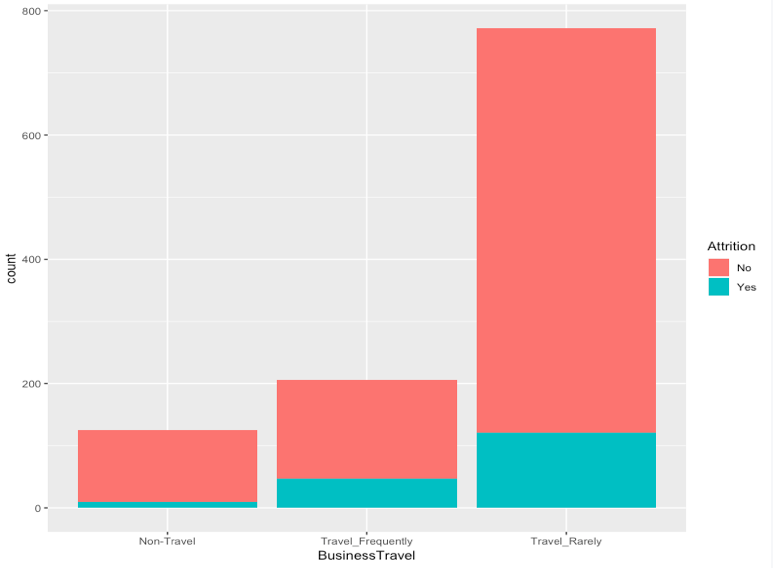 800
600
400
200
0
count
Non-Travel
Travel_Frequently
Travel_Rarely
BusinessTravel
Attrition
No
Yes